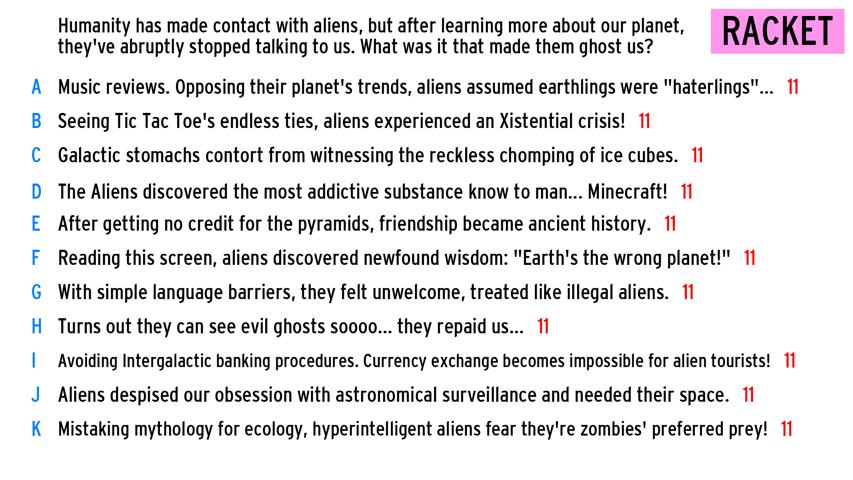 Humanity has made contact with aliens, but after learning more about our planet,
they've abruptly stopped talking to us. What was it that made them ghost us?
RACKET
A Music reviews. Opposing their planet's trends, aliens assumed earthlings were "haterlings"... 11
B Seeing Tic Tac Toe's endless ties, aliens experienced an Xistential crisis! 11
C Galactic stomachs contort from witnessing the reckless chomping of ice cubes. 11
D The Aliens discovered the most addictive substance know to man... Minecraft! 11
E After getting no credit for the pyramids, friendship became ancient history. 11
F Reading this screen, aliens discovered newfound wisdom: "Earth's the wrong planet!" 11
G With simple language barriers, they felt unwelcome, treated like illegal aliens. 11
H Turns out they can see evil ghosts soooo... they repaid us... 11
I Avoiding Intergalactic banking procedures. Currency exchange becomes impossible for alien tourists! 11
J Aliens despised our obsession with astronomical surveillance and needed their space. 11
K Mistaking mythology for ecology, hyperintelligent aliens fear they're zombies' preferred prey! 11